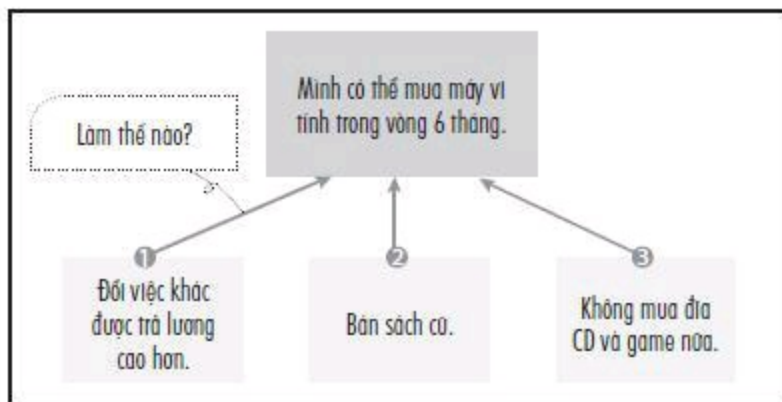 Mình có thể mua máy vi
tính trong vòng 6 tháng.
Làm thế nào?
1
Đổi việc khác
được trả lương
cao hơn.
2
Bán sách cũ.
3
Không mua đĩa
CD và game nữa.